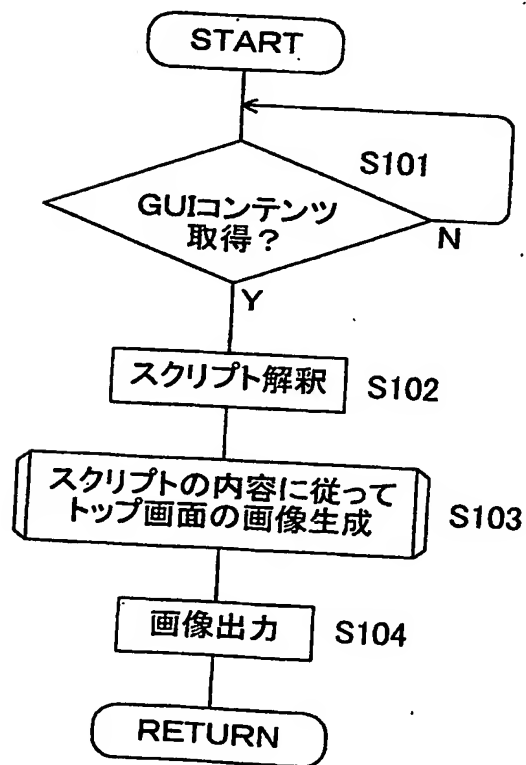 START
S101
GUIコンテンツ
取得?
N
Y
スクリプト解釈
S102
スクリプトの内容に従って
トップ画面の画像生成
S103
画像出力
S104
RETURN